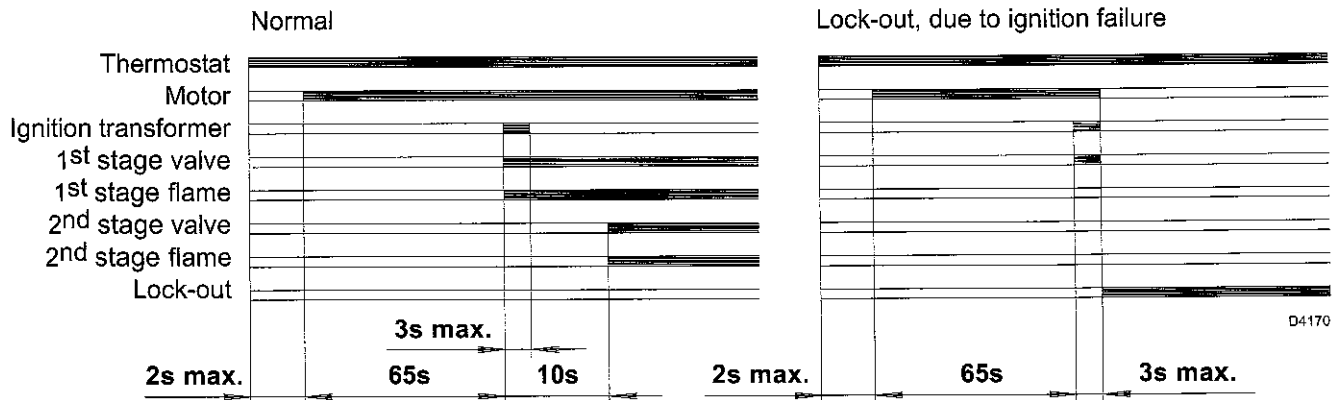 Normal
Lock-out, due to ignition failure
Thermostat
Motor
Ignition transformer
1st stage valve
1st stage flame
2nd stage valve
2nd stage flame
Lock-out
D4170
3s max.
2s max.
65s
10s
2s max.
65s
3s max.